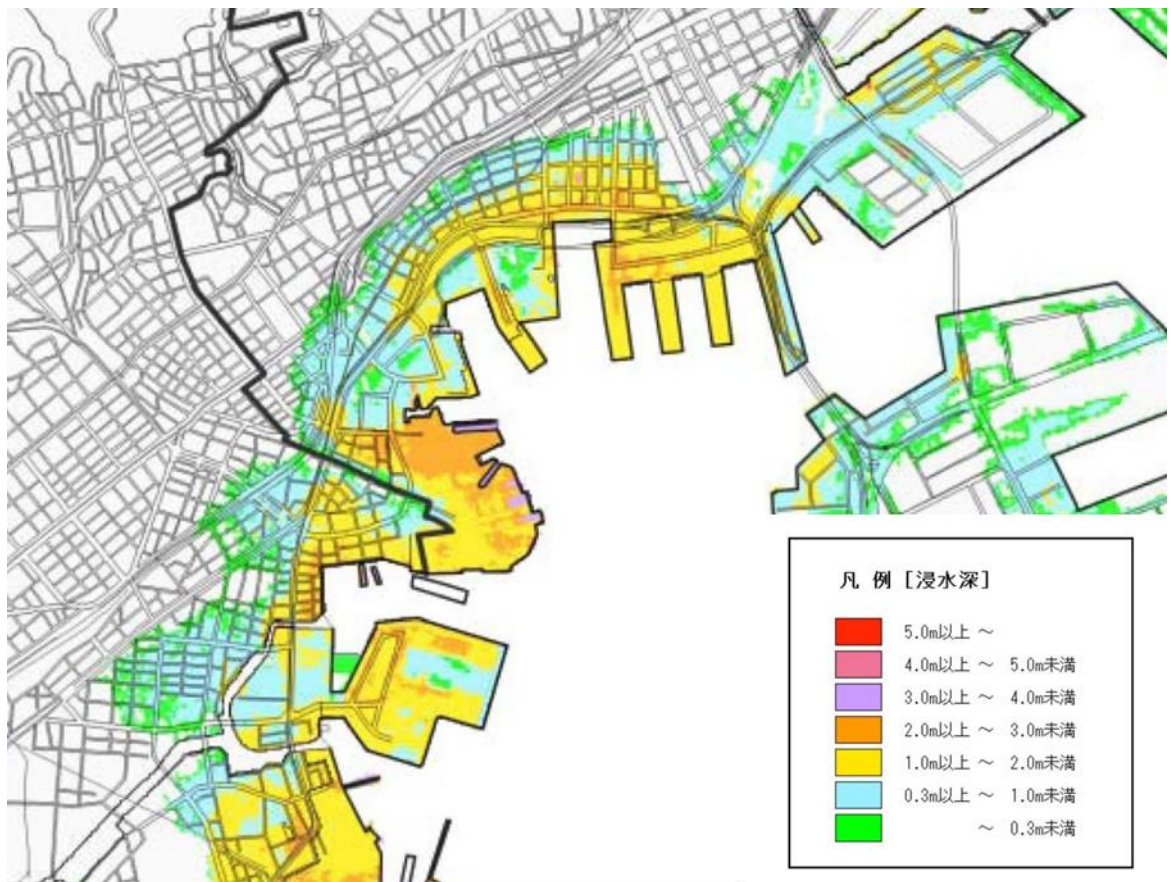 凡 例 [浸水深]
5.0m以上 ～
4.0m以上 ～ 5.0m未満
3.0m以上 ～ 4.0m未満
2.0m以上 ～ 3.0m未満
1.0m以上 ～ 2.0m未満
0.3m以上 ～ 1.0m未満
～ 0.3m未満